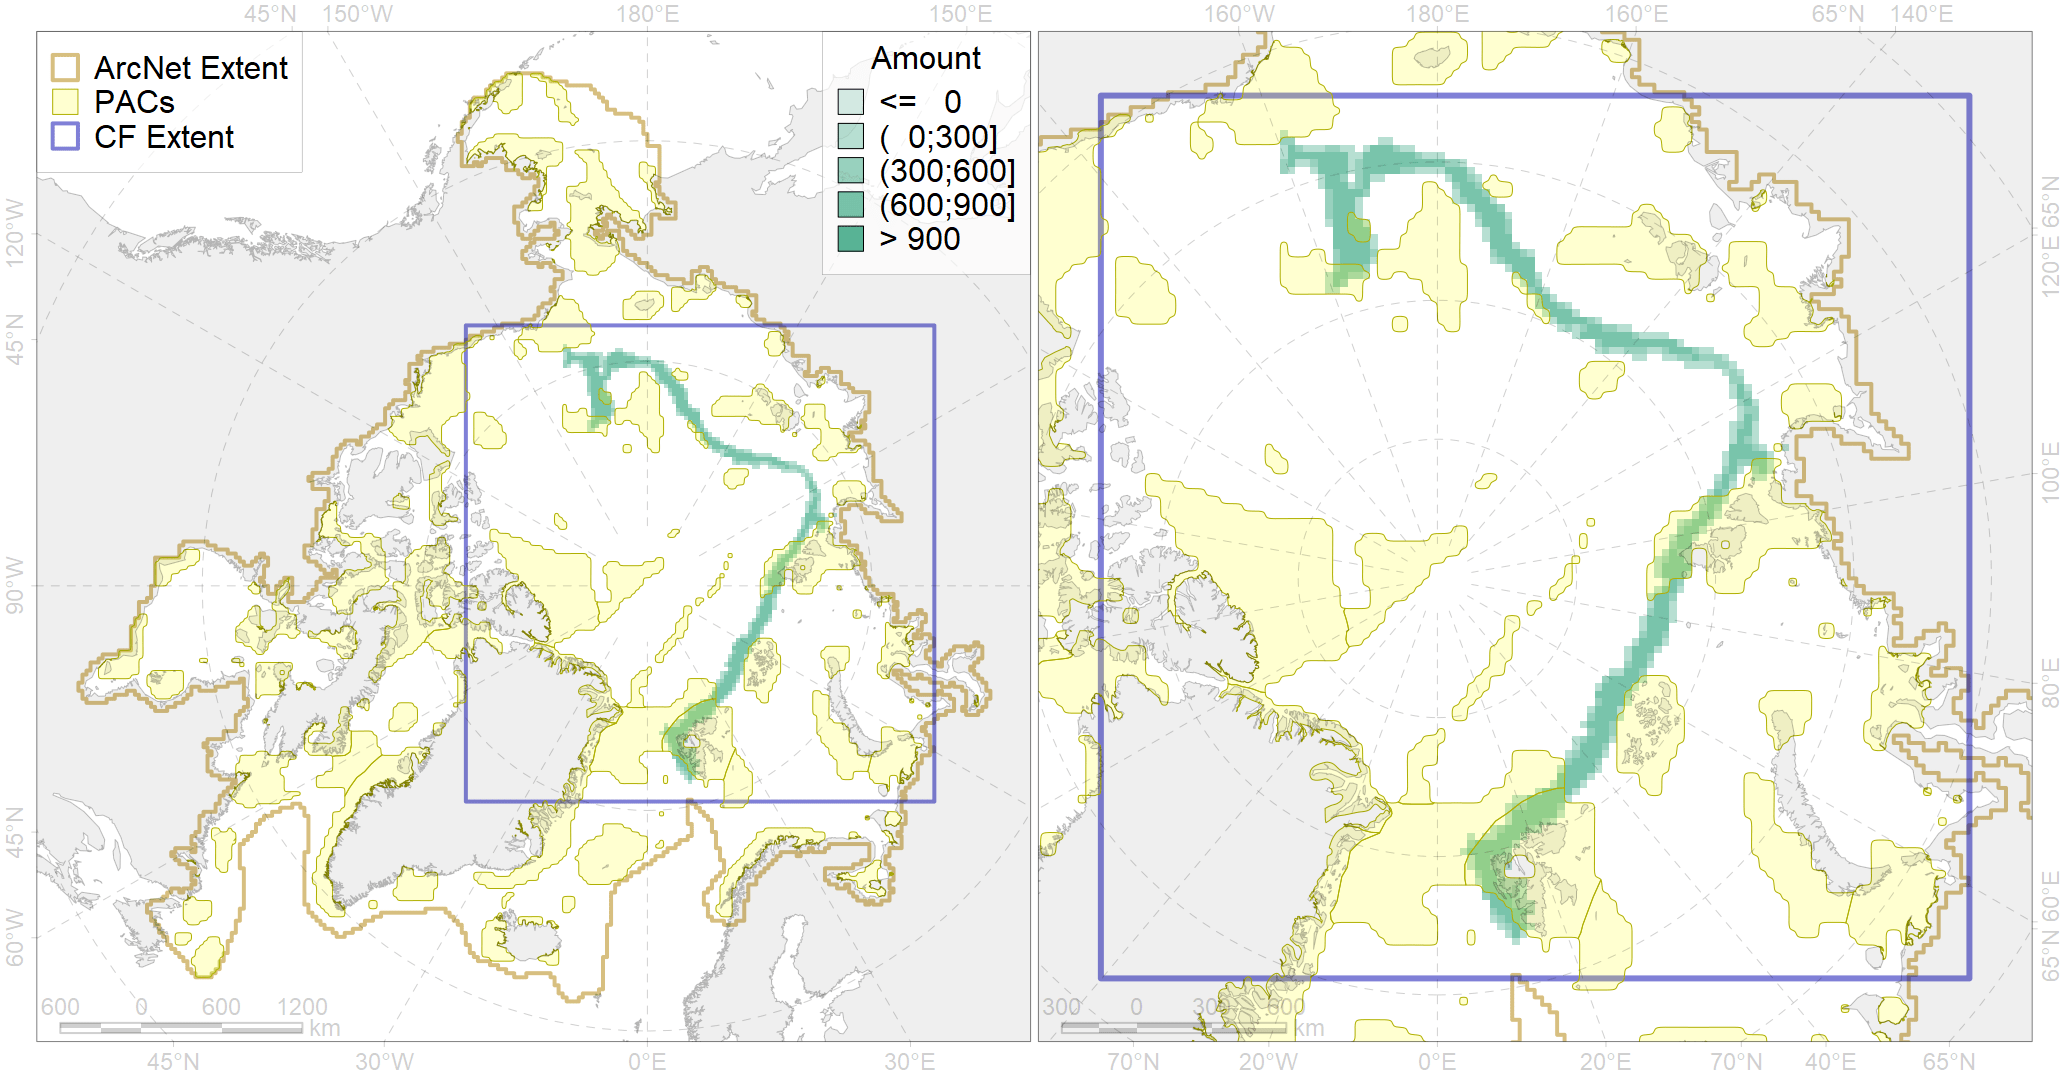 45°N 150°W 180°E 150°E 160°W 180°E 160°E 65°N 140°E
ArcNet Extent
PACs
CF Extent
Amount
<= 0
( 0;300]
(300;600]
(600;900]
> 900
120°W
45°N
90°W
45°N
60°W
65°N
120°E
100°E
80°E
60°E
65°N
600 0 600 1200
km
300 0 300 600
km
45°N 30°W 0°E 30°E 70°N 20°W 0°E 20°E 70°N 40°E 65°N